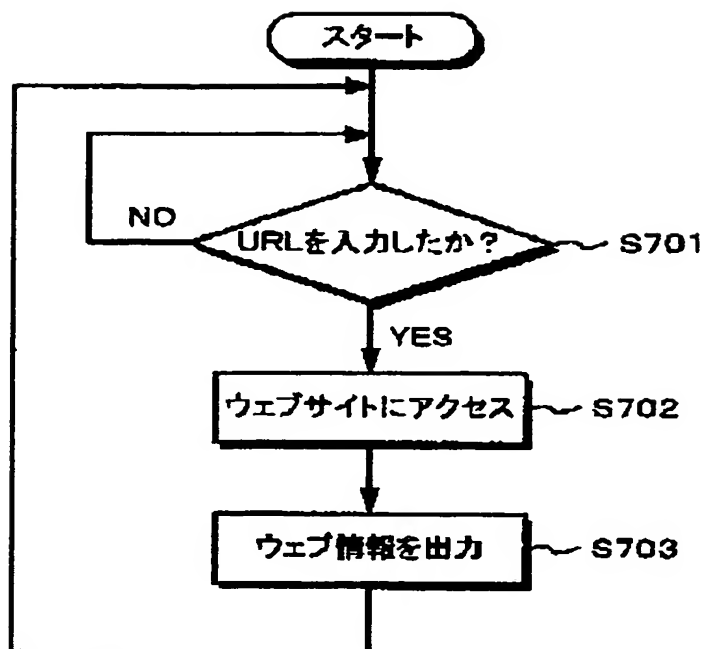 スタート
NO
URLを入力したか？
S701
YES
ウェブサイトにアクセス
S702
ウェブ情報を出力
S703